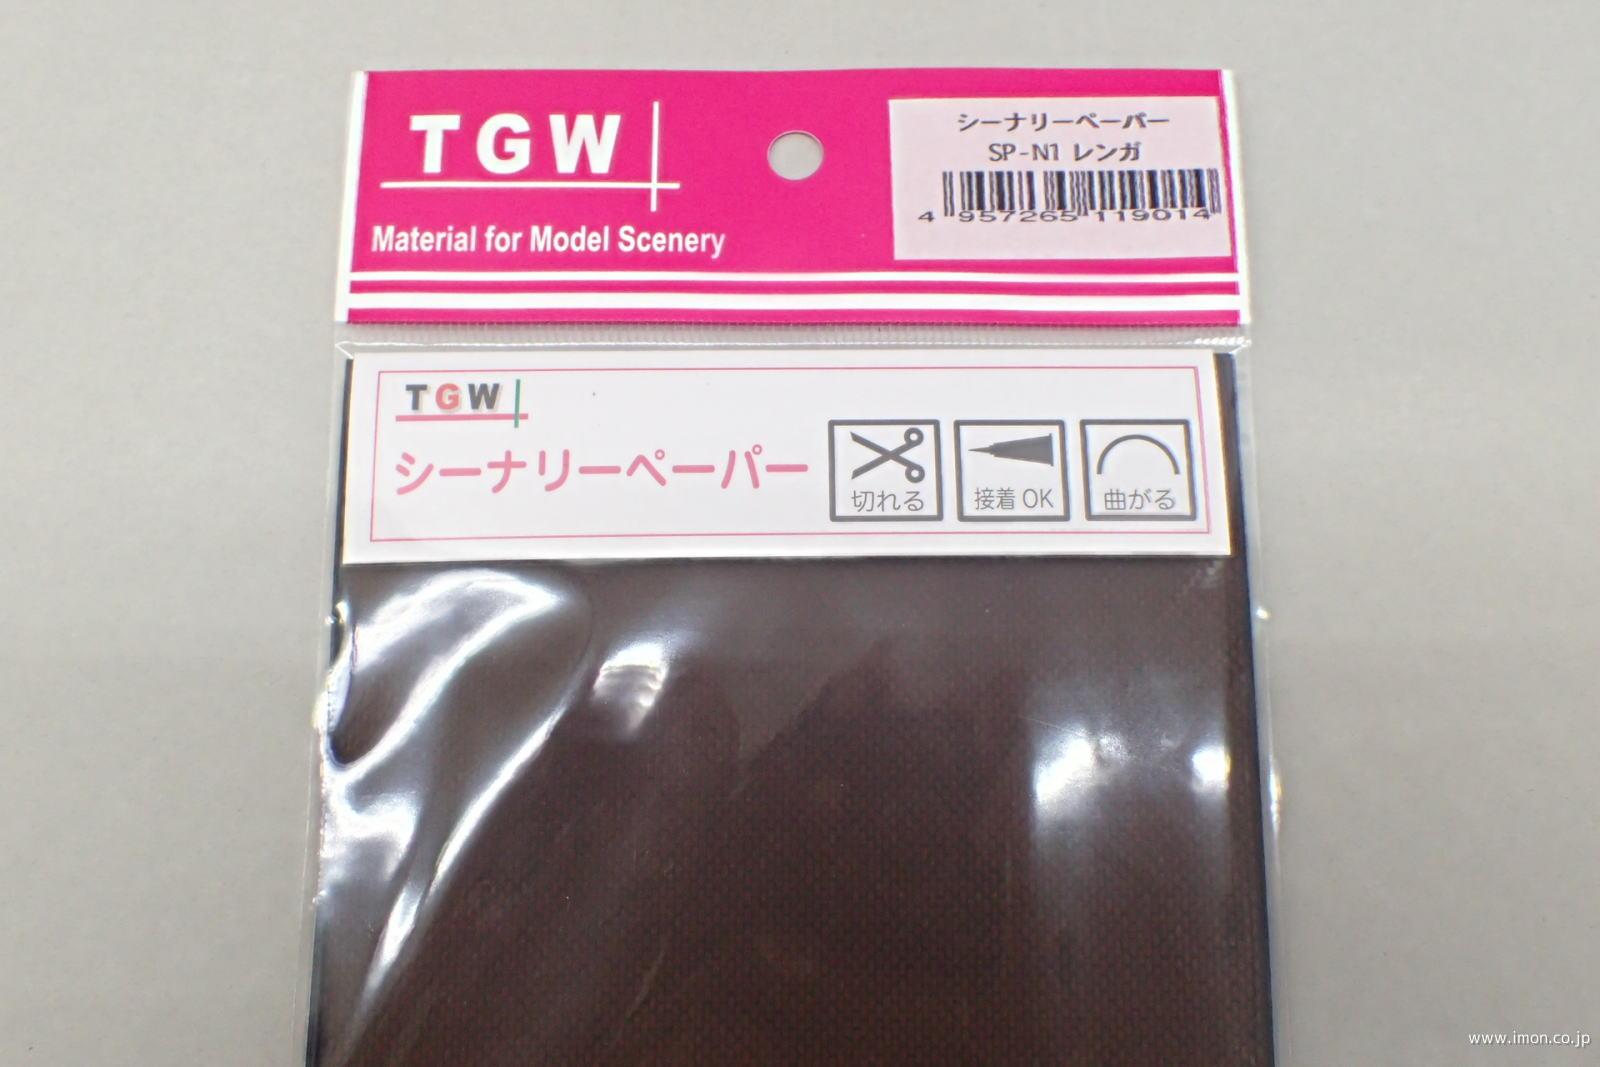 TGW
Material for Model Scenery
シーナリーペーパー
SP-N1 レンガ
4 957265 119014
TGW
シーナリーペーパー
切れる
接着 OK
曲がる
www.imon.co.jp